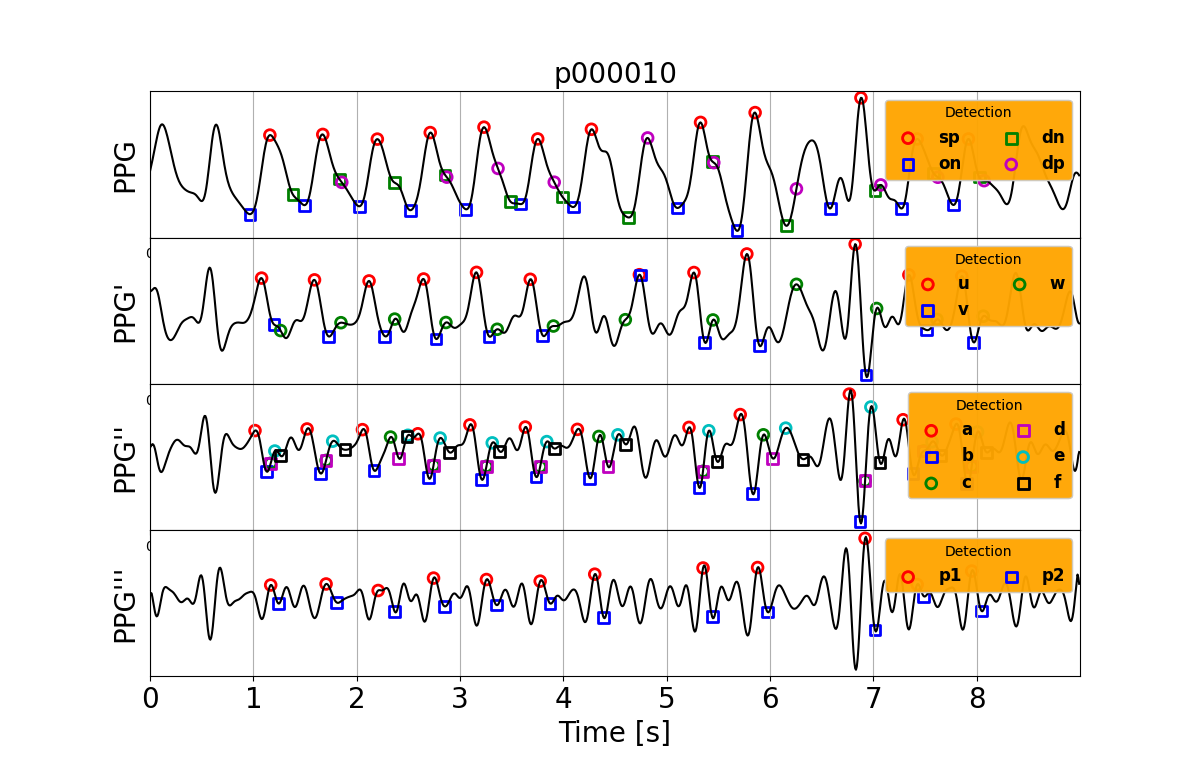 p000010
PPG
Detection
sp dn
on dp
PPG'
Detection
u w
v
PPG''
Detection
a d
b e
c f
PPG'''
Detection
p1 p2
0 1 2 3 4 5 6 7 8
Time [s]